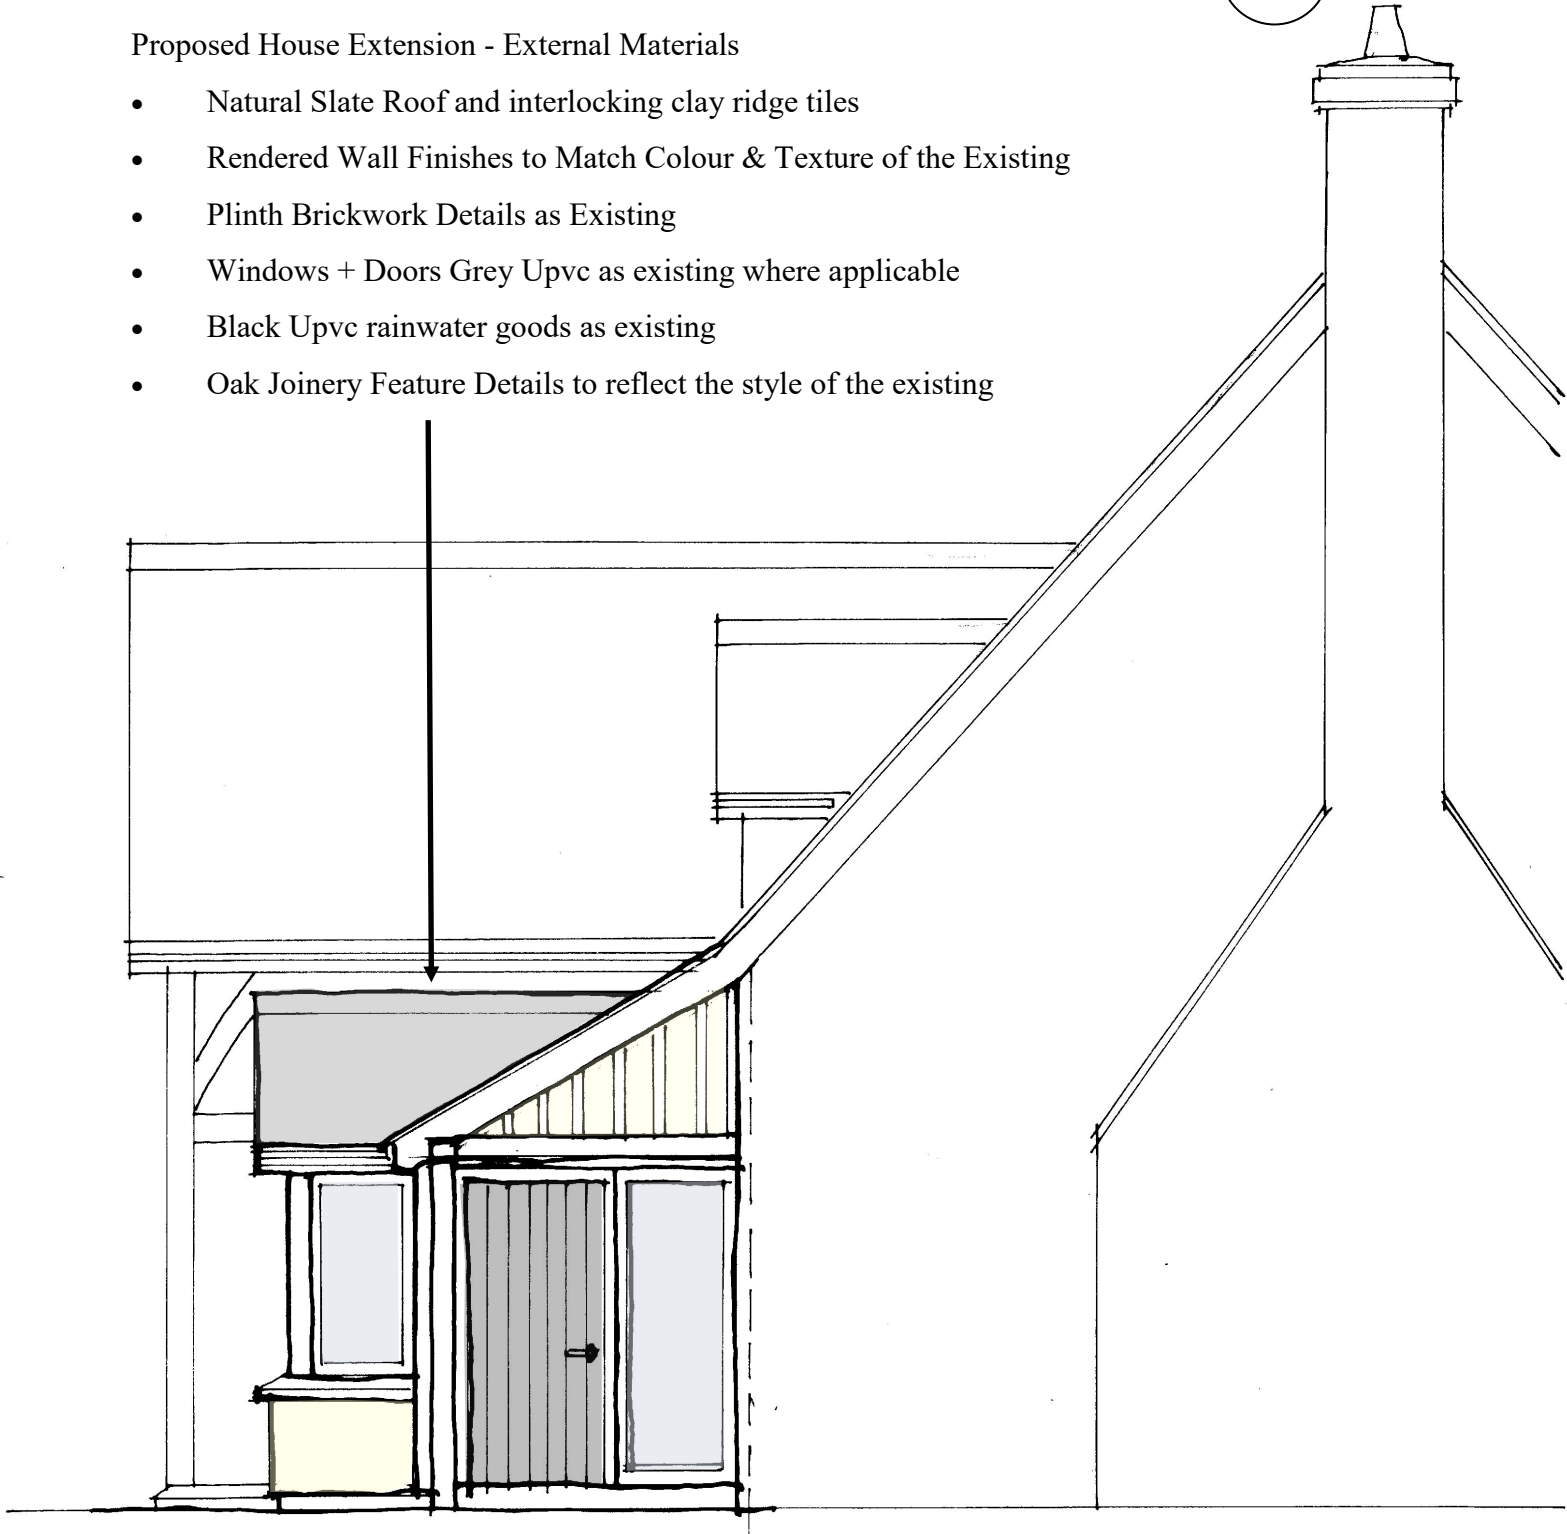 Proposed House Extension - External Materials
• Natural Slate Roof and interlocking clay ridge tiles
• Rendered Wall Finishes to Match Colour & Texture of the Existing
• Plinth Brickwork Details as Existing
• Windows + Doors Grey Upvc as existing where applicable
• Black Upvc rainwater goods as existing
• Oak Joinery Feature Details to reflect the style of the existing